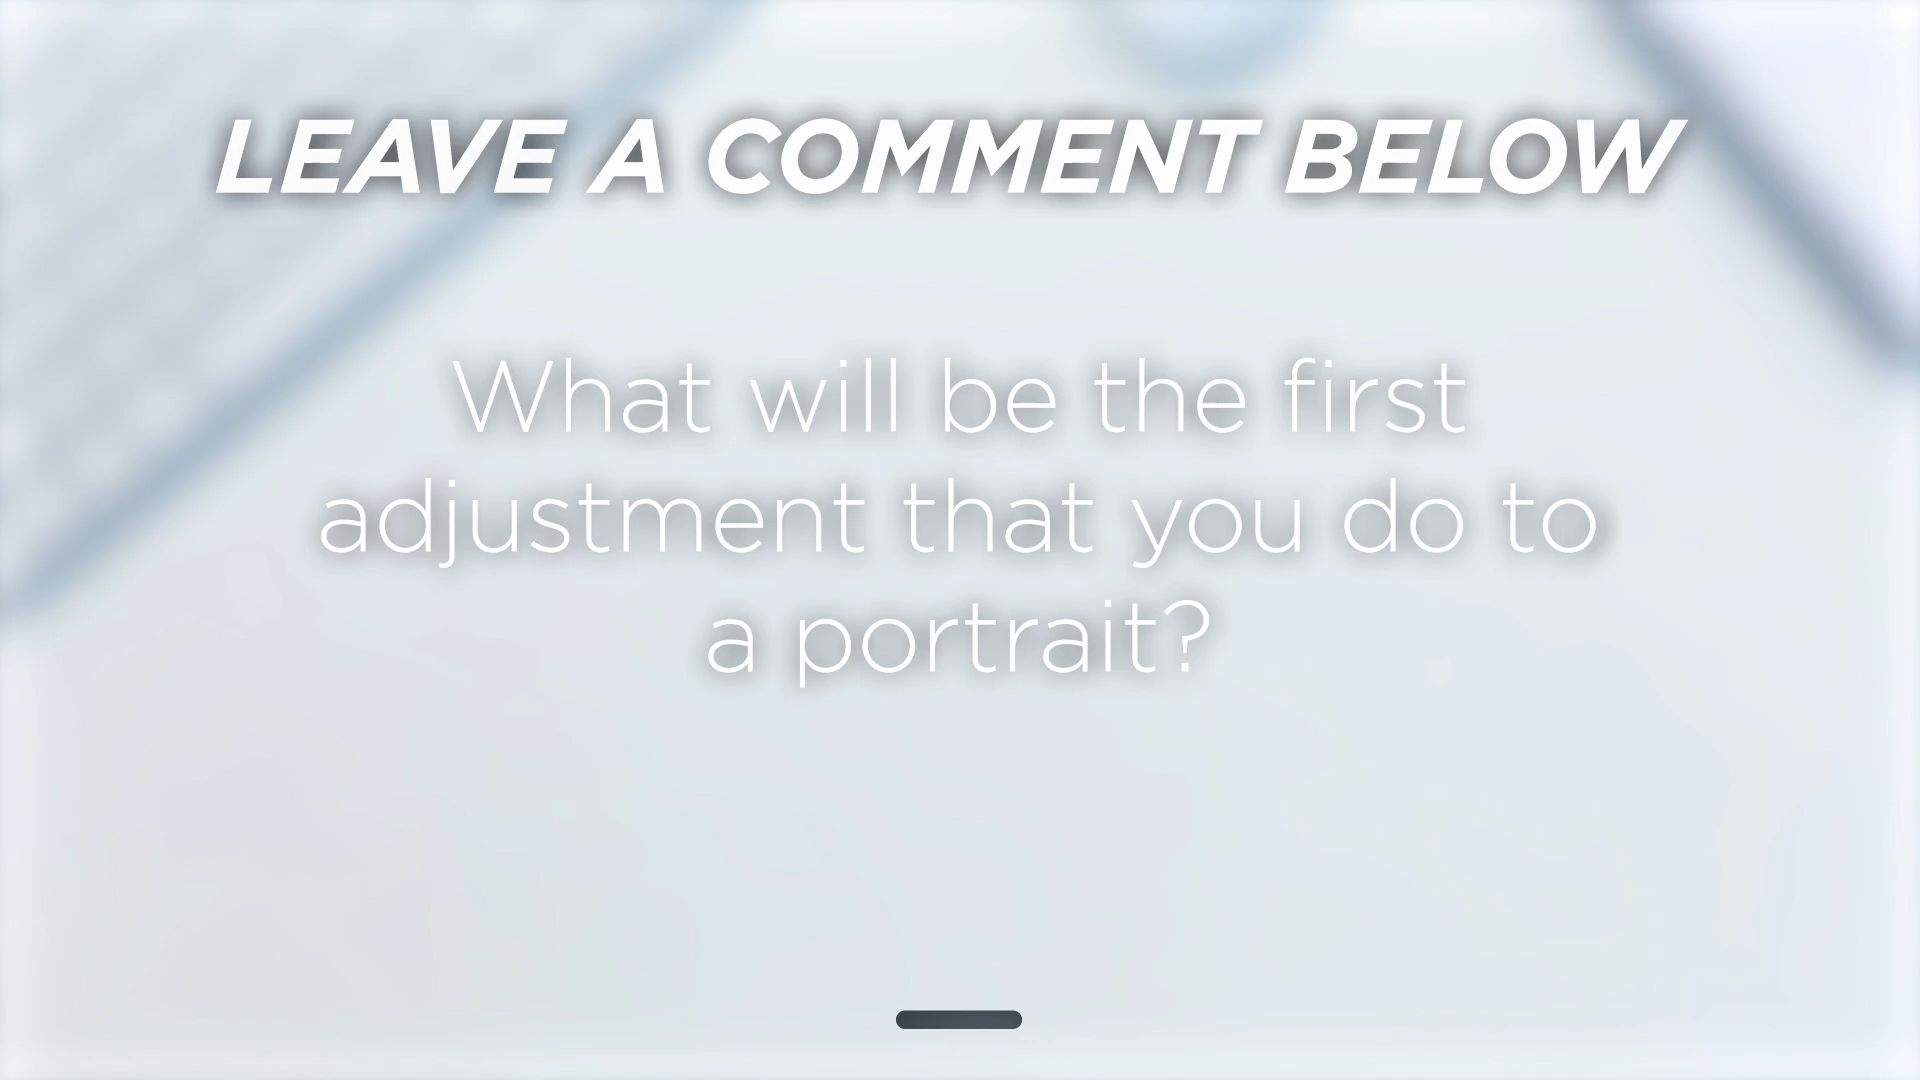 LEAVE A COMMENT BELOW
What will be the first
adjustment that you do to
a portrait?